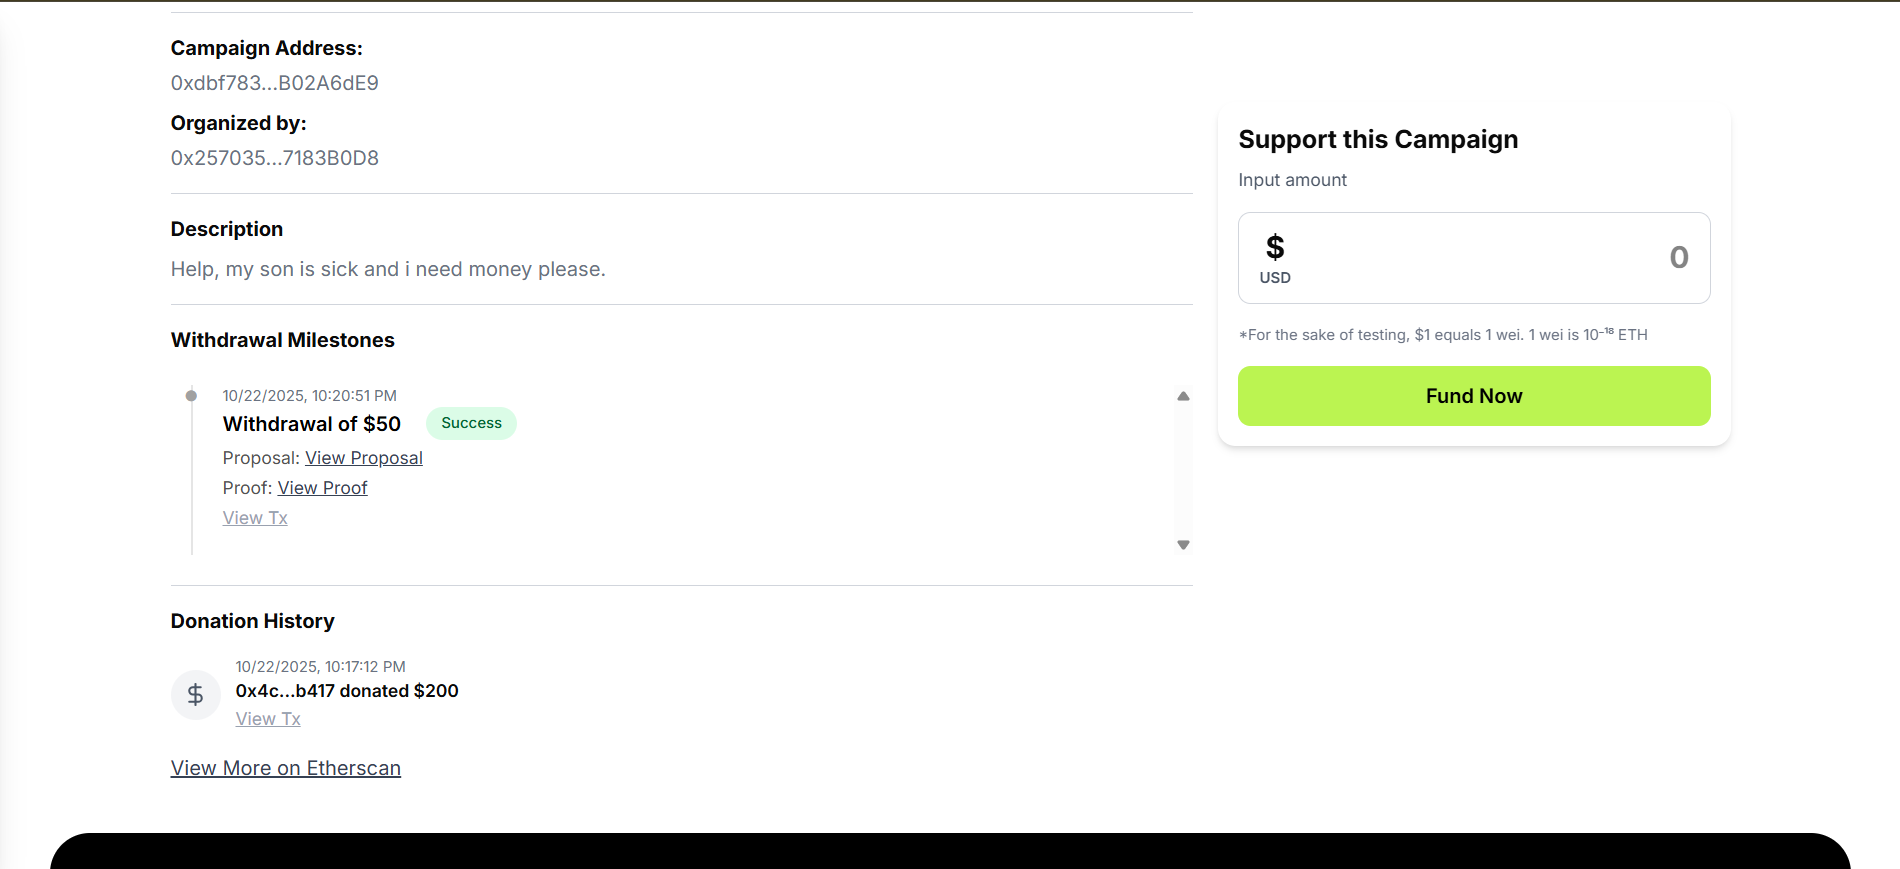 Campaign Address:
0xdbf783...B02A6dE9
Organized by:
0x257035...7183B0D8
Description
Help, my son is sick and i need money please.
Withdrawal Milestones
10/22/2025, 10:20:51 PM
Withdrawal of $50 Success
Proposal: View Proposal
Proof: View Proof
View Tx
Donation History
10/22/2025, 10:17:12 PM
$
0x4c...b417 donated $200
View Tx
View More on Etherscan
Support this Campaign
Input amount
$
USD
0
*For the sake of testing, $1 equals 1 wei. 1 wei is 10⁻¹⁸ ETH
Fund Now